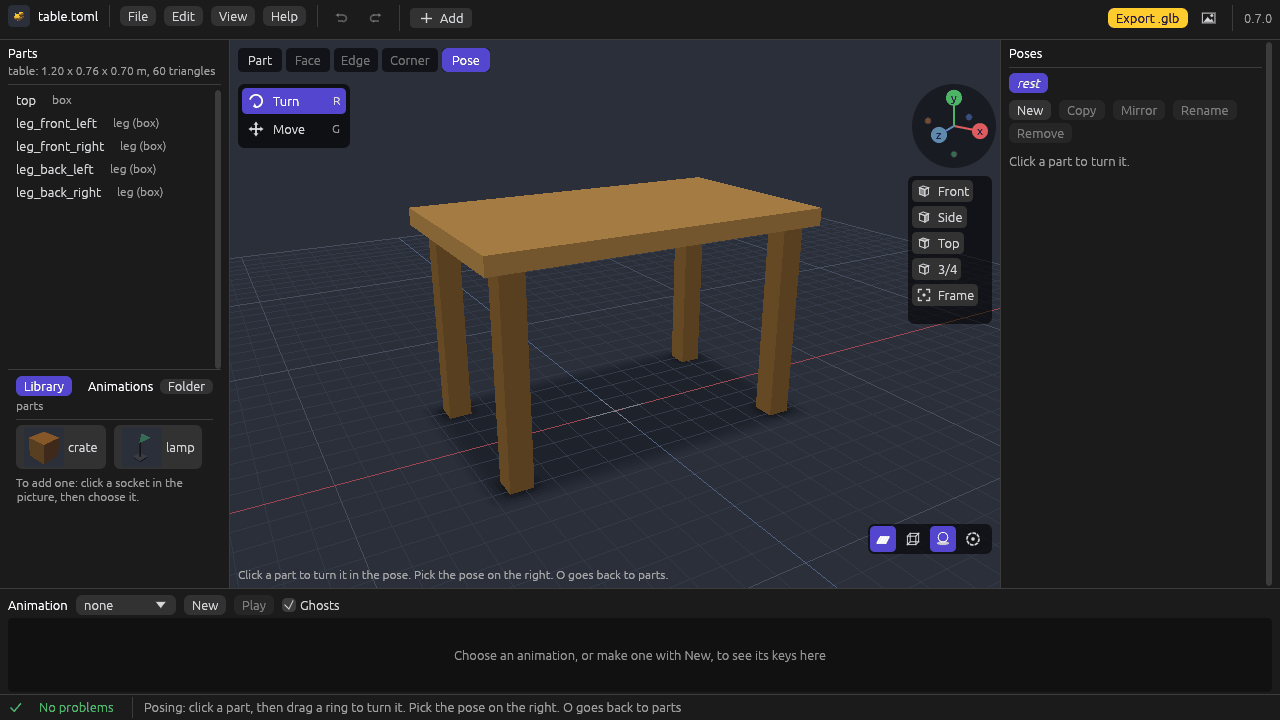 table.toml File Edit View Help + Add Export .glb 0.7.0
Parts
table: 1.20 x 0.76 x 0.70 m, 60 triangles
top box
leg_front_left leg (box)
leg_front_right leg (box)
leg_back_left leg (box)
leg_back_right leg (box)
Library Animations Folder
parts
crate lamp
To add one: click a socket in the
picture, then choose it.
Part Face Edge Corner Pose
Turn R
Move G
y
x
z
Front
Side
Top
3/4
Frame
Click a part to turn it in the pose. Pick the pose on the right. O goes back to parts.
Poses
rest
New Copy Mirror Rename
Remove
Click a part to turn it.
Animation none New Play Ghosts
Choose an animation, or make one with New, to see its keys here
No problems Posing: click a part, then drag a ring to turn it. Pick the pose on the right. O goes back to parts